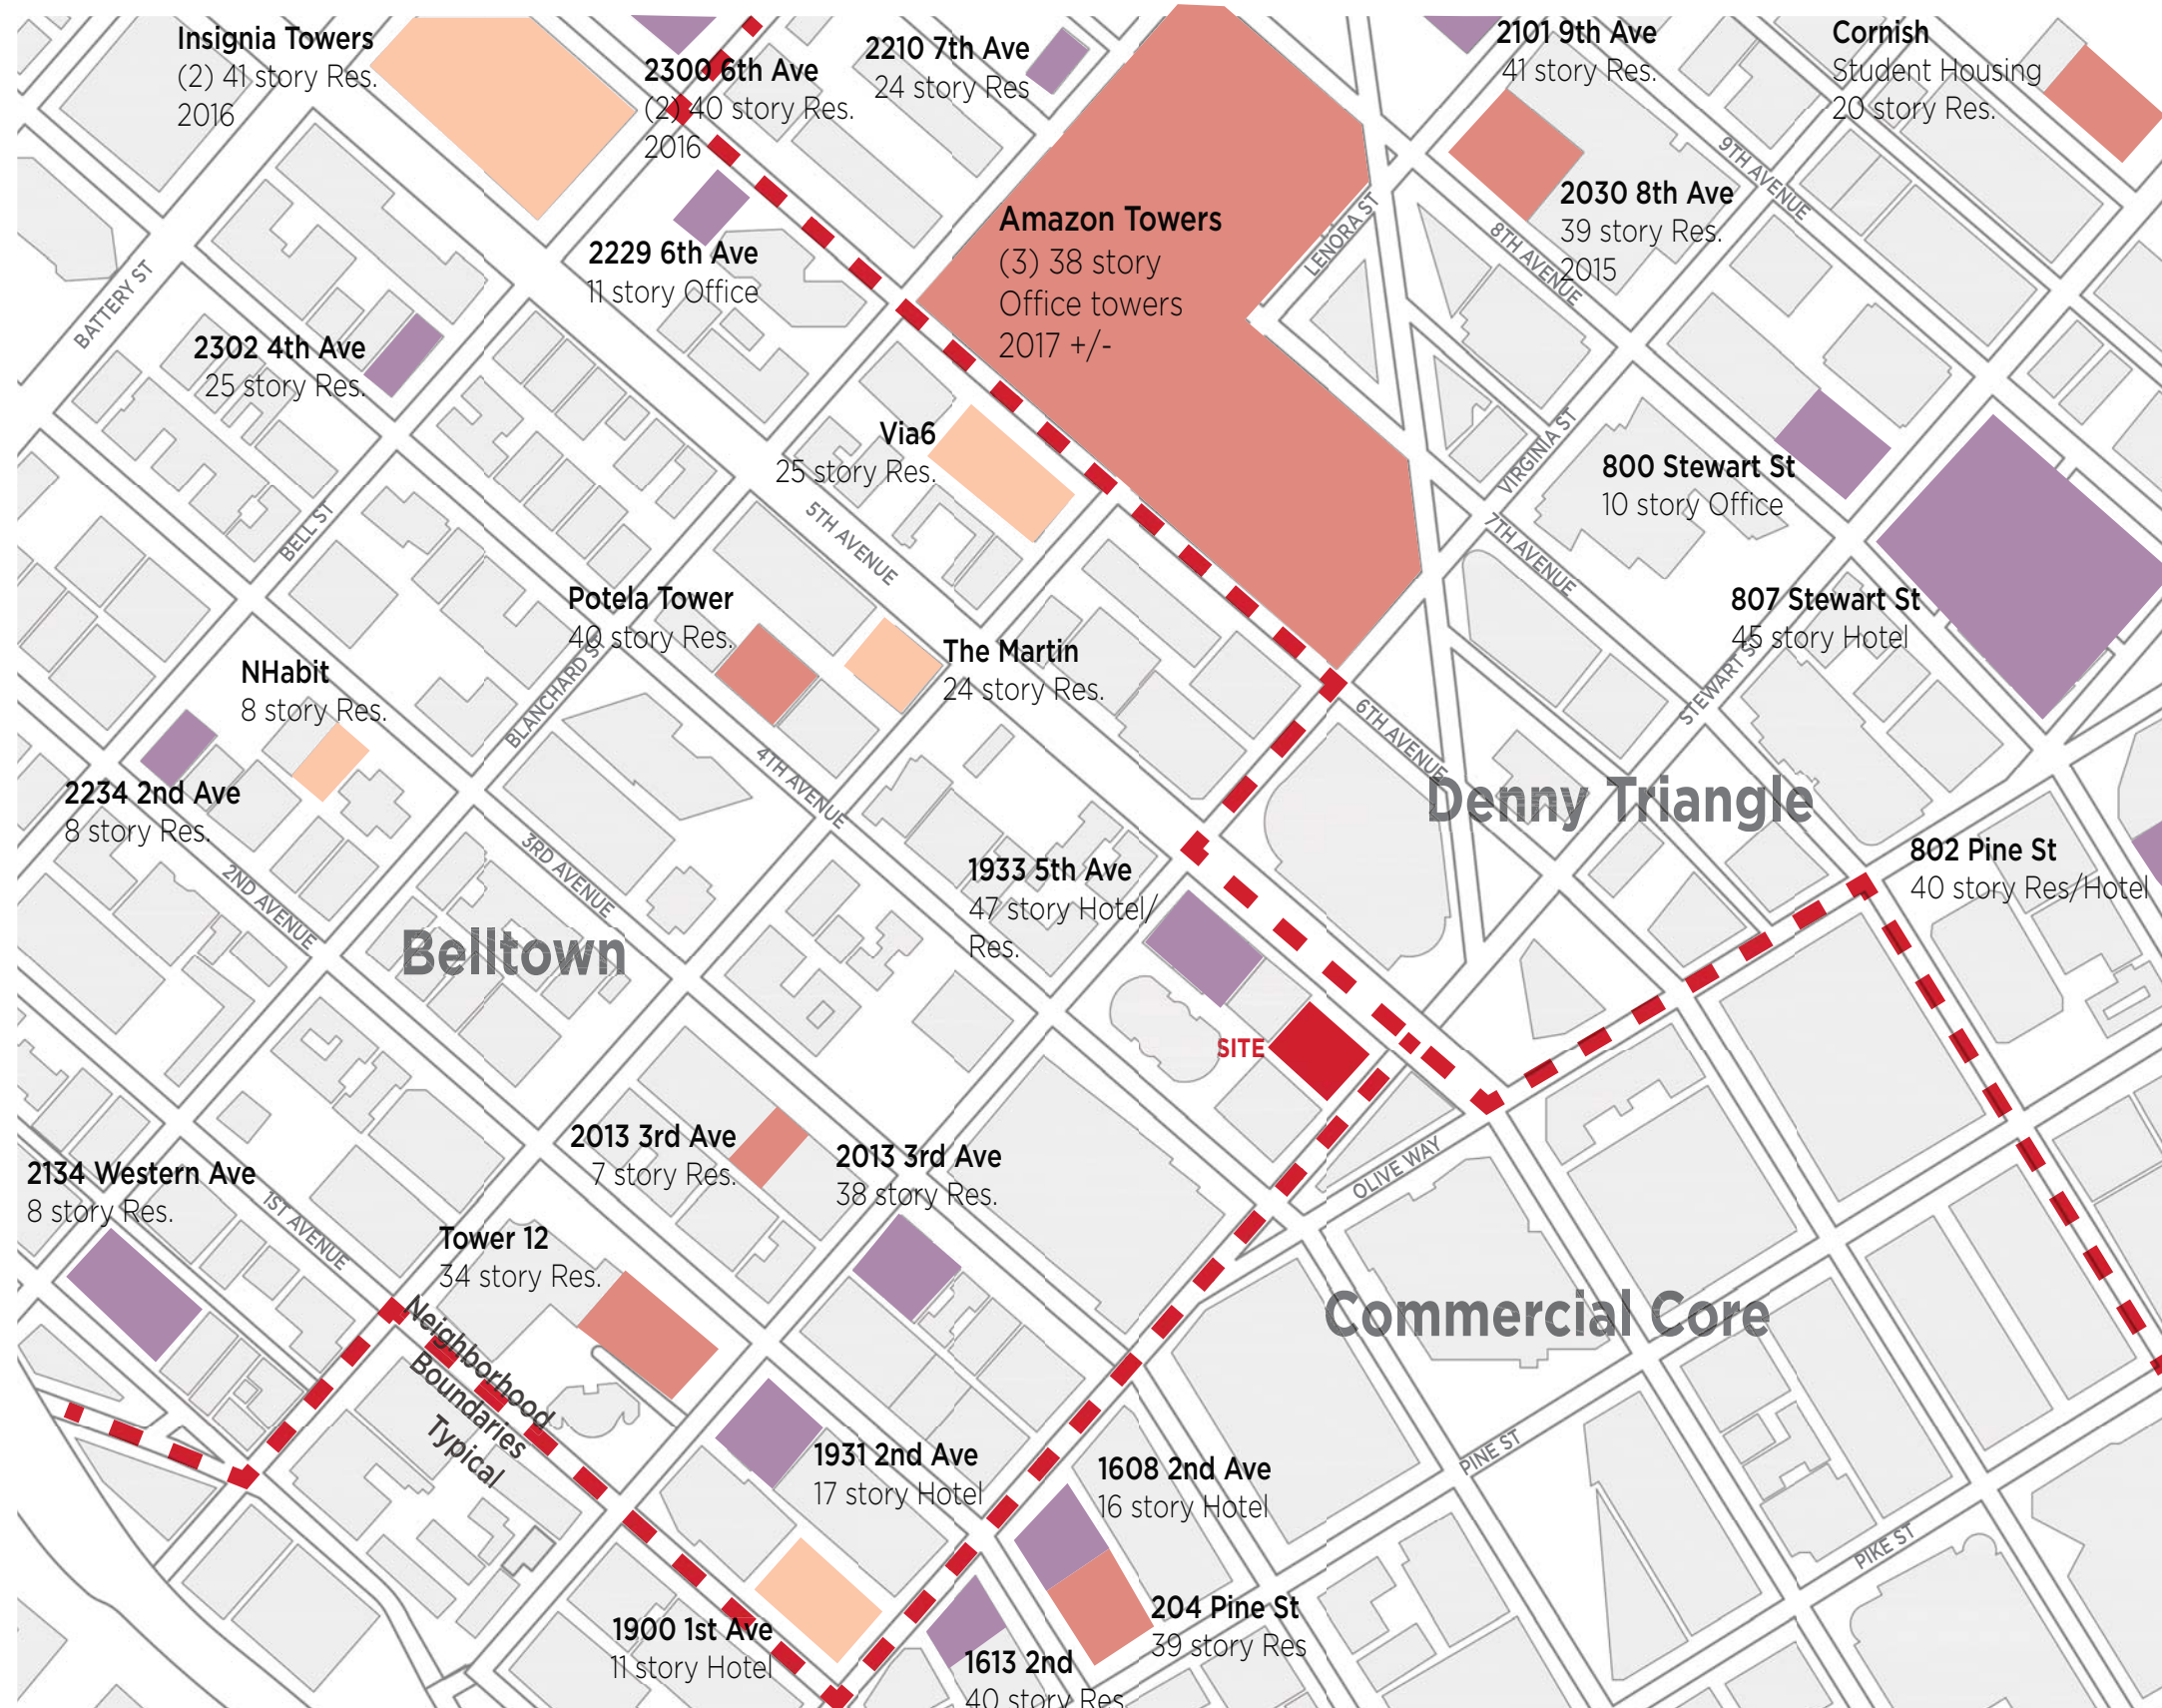 Insignia Towers
(2) 41 story Res.
2016
2300 6th Ave
(2) 40 story Res.
2016
2210 7th Ave
24 story Res
2101 9th Ave
41 story Res.
Cornish
Student Housing
20 story Res.
9TH AVENUE
2030 8th Ave
39 story Res.
2015
8TH AVENUE
LENORA ST
Amazon Towers
(3) 38 story
Office towers
2017 +/-
2229 6th Ave
11 story Office
BATTERY ST
2302 4th Ave
25 story Res.
Via6
25 story Res.
VIRGINIA ST
800 Stewart St
10 story Office
BELL ST
5TH AVENUE
7TH AVENUE
Potela Tower
40 story Res.
807 Stewart St
45 story Hotel
The Martin
24 story Res.
NHabit
8 story Res.
BLANCHARD ST
STEWART ST
6TH AVENUE
4TH AVENUE
2234 2nd Ave
8 story Res.
Denny Triangle
3RD AVENUE
2ND AVENUE
1933 5th Ave
47 story Hotel/
Res.
802 Pine St
40 story Res/Hotel
Belltown
SITE
2013 3rd Ave
7 story Res.
2013 3rd Ave
38 story Res.
OLIVE WAY
2134 Western Ave
8 story Res.
1ST AVENUE
Tower 12
34 story Res.
Commercial Core
Neighborhood
Boundaries
Typical
1931 2nd Ave
17 story Hotel
PINE ST
1608 2nd Ave
16 story Hotel
PIKE ST
204 Pine St
39 story Res
1900 1st Ave
11 story Hotel
1613 2nd
40 story Res